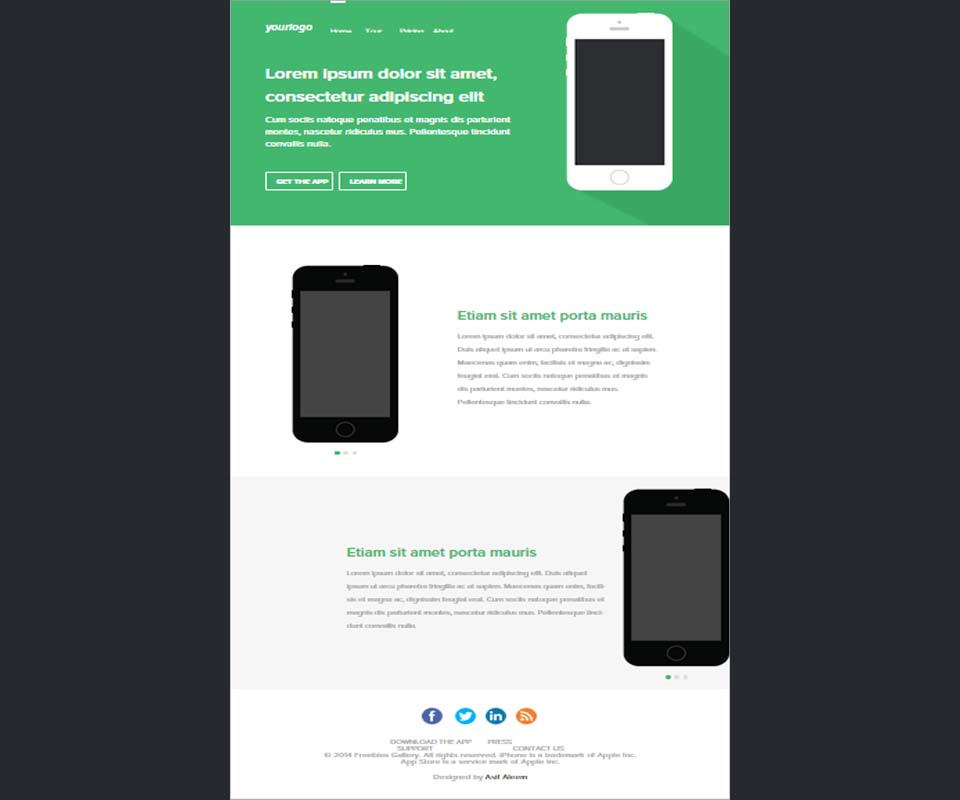 yourlogo
Home Tour Pricing About
Lorem ipsum dolor sit amet,
consectetur adipiscing elit
Cum sociis natoque penatibus et magnis dis parturient
montes, nascetur ridiculus mus. Pellentesque tincidunt
convallis nulla.
GET THE APP LEARN MORE
Etiam sit amet porta mauris
Lorem ipsum dolor sit amet, consectetur adipiscing elit.
Duis aliquet ipsum ut arcu pharetra fringilla ac at sapien.
Maecenas quam enim, facilisis et magna ac, dignissim
feugiat erat. Cum sociis natoque penatibus et magnis
dis parturient montes, nascetur ridiculus mus.
Pellentesque tincidunt convallis nulla.
Etiam sit amet porta mauris
Lorem ipsum dolor sit amet, consectetur adipiscing elit. Duis aliquet
ipsum ut arcu pharetra fringilla ac at sapien. Maecenas quam enim, facili-
sis et magna ac, dignissim feugiat erat. Cum sociis natoque penatibus et
magnis dis parturient montes, nascetur ridiculus mus. Pellentesque tinci-
dunt convallis nulla.
DOWNLOAD THE APP PRESS
SUPPORT CONTACT US
© 2014 Freebies Gallery. All rights reserved. iPhone is a trademark of Apple Inc.
App Store is a service mark of Apple Inc.
Designed by Asif Aleem